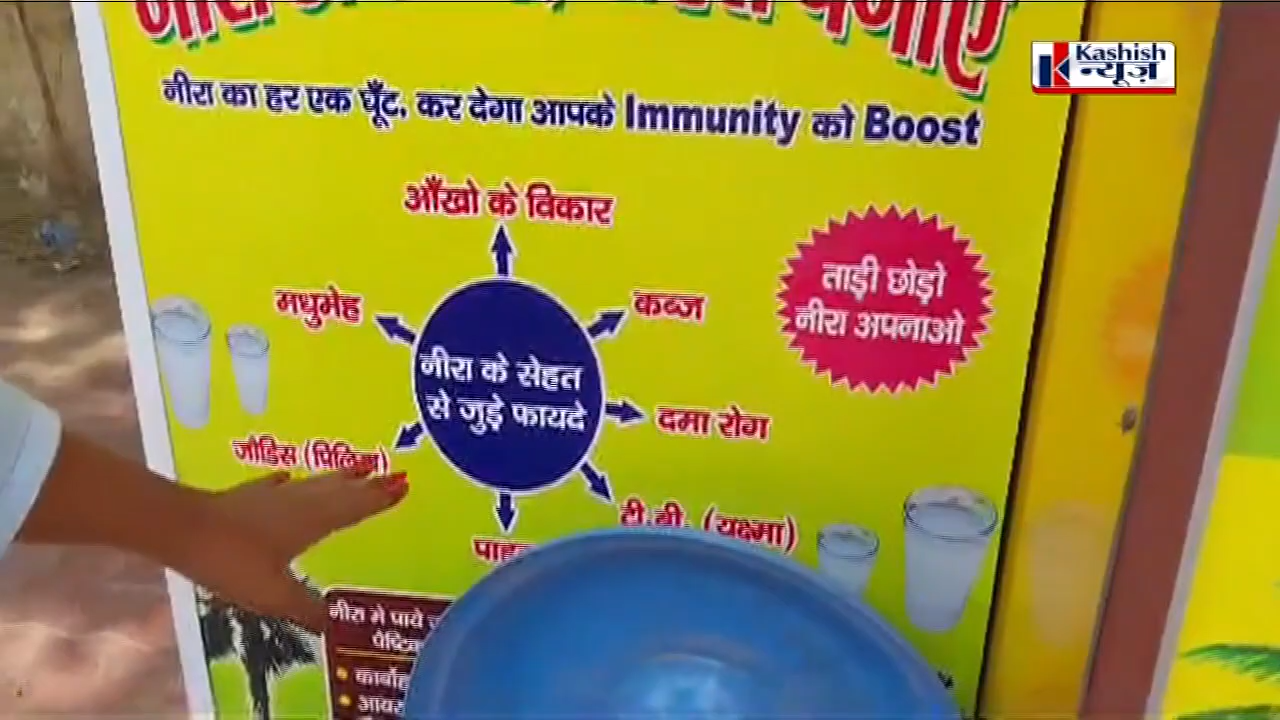 Kashish
न्यूज़
नीरा का हर एक घूँट, कर देगा आपके Immunity को Boost
आँखो के विकार
मधुमेह
कब्ज
ताड़ी छोड़ो
नीरा अपनाओ
नीरा के सेहत
से जुड़े फायदे
दमा रोग
जौंडिस (पिलिया)
टी.बी. (यक्ष्मा)
नीरा मे पाये